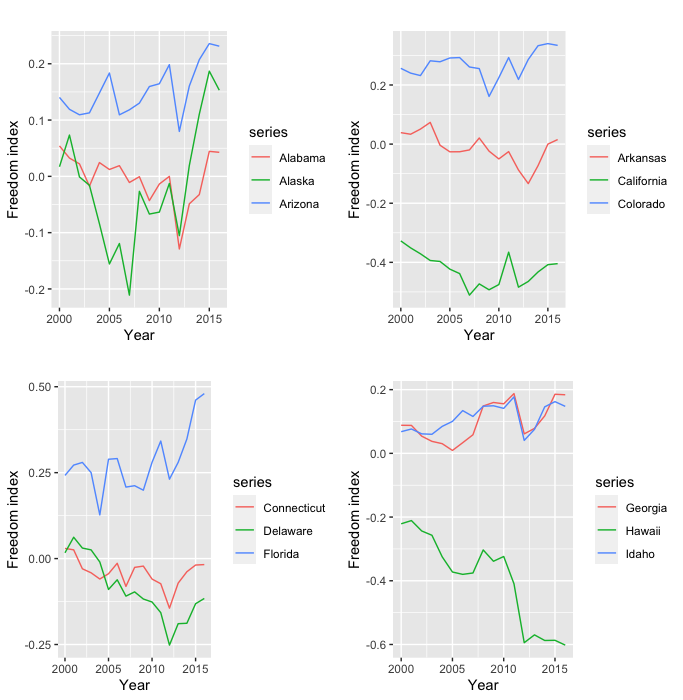 Freedom index
0.2
0.1
0.0
-0.1
-0.2
2000 2005 2010 2015
Year
series
Alabama
Alaska
Arizona
Freedom index
0.2
0.0
-0.2
-0.4
2000 2005 2010 2015
Year
series
Arkansas
California
Colorado
Freedom index
0.50
0.25
0.00
-0.25
2000 2005 2010 2015
Year
series
Connecticut
Delaware
Florida
Freedom index
0.2
0.0
-0.2
-0.4
-0.6
2000 2005 2010 2015
Year
series
Georgia
Hawaii
Idaho